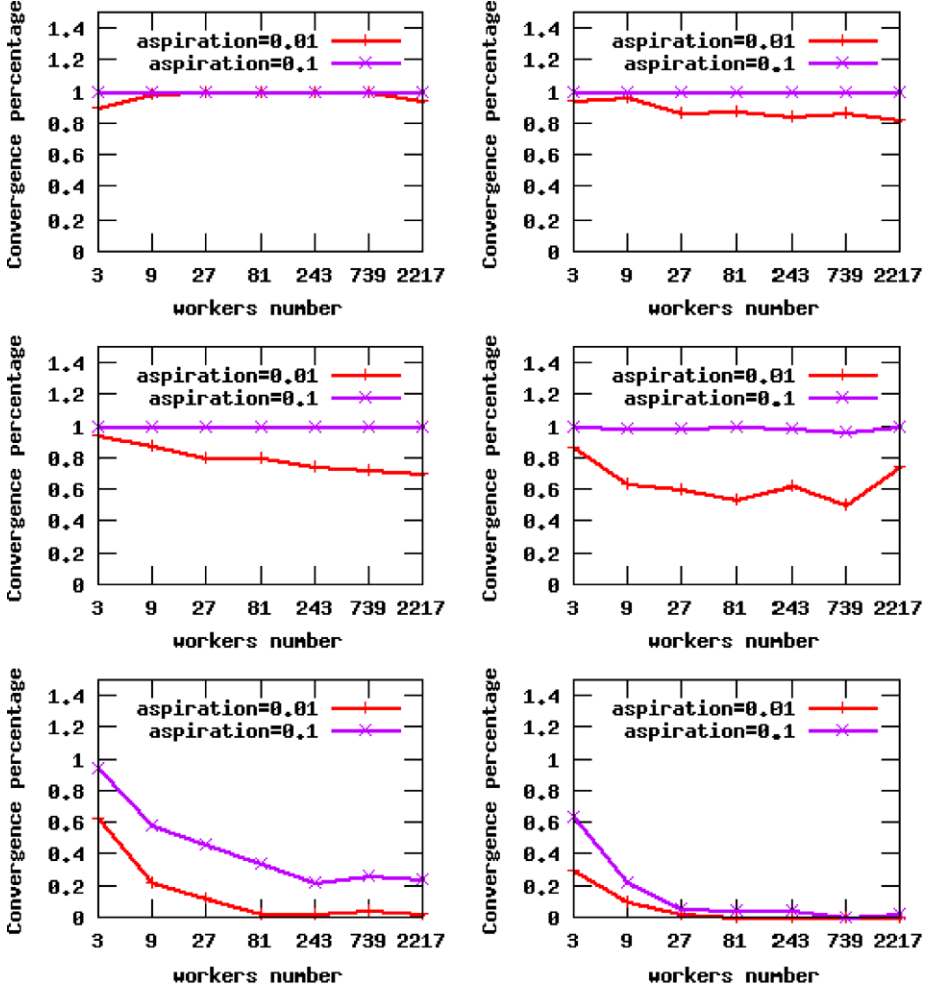 Convergence percentage
1.4
1.2
1
0.8
0.6
0.4
0.2
0
aspiration=0.01
aspiration=0.1
3 9 27 81 243 739 2217
workers number
Convergence percentage
1.4
1.2
1
0.8
0.6
0.4
0.2
0
aspiration=0.01
aspiration=0.1
3 9 27 81 243 739 2217
workers number
Convergence percentage
1.4
1.2
1
0.8
0.6
0.4
0.2
0
aspiration=0.01
aspiration=0.1
3 9 27 81 243 739 2217
workers number
Convergence percentage
1.4
1.2
1
0.8
0.6
0.4
0.2
0
aspiration=0.01
aspiration=0.1
3 9 27 81 243 739 2217
workers number
Convergence percentage
1.4
1.2
1
0.8
0.6
0.4
0.2
0
aspiration=0.01
aspiration=0.1
3 9 27 81 243 739 2217
workers number
Convergence percentage
1.4
1.2
1
0.8
0.6
0.4
0.2
0
aspiration=0.01
aspiration=0.1
3 9 27 81 243 739 2217
workers number